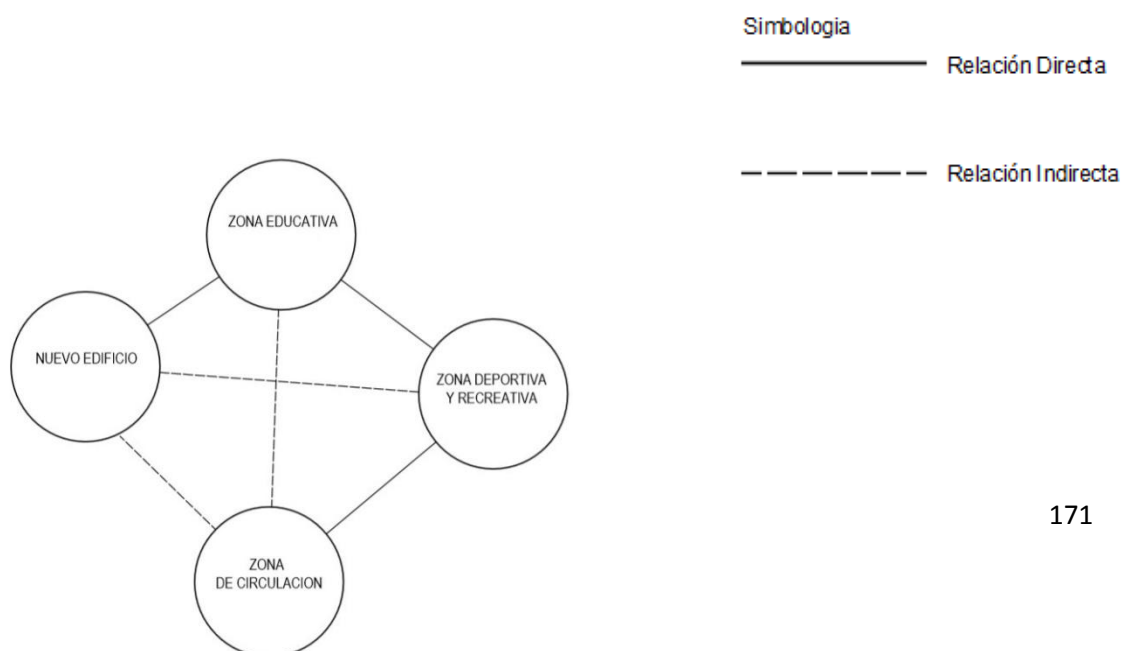 Simbologia
Relación Directa
Relación Indirecta
ZONA EDUCATIVA
NUEVO EDIFICIO
ZONA DEPORTIVA
Y RECREATIVA
ZONA
DE CIRCULACION
171